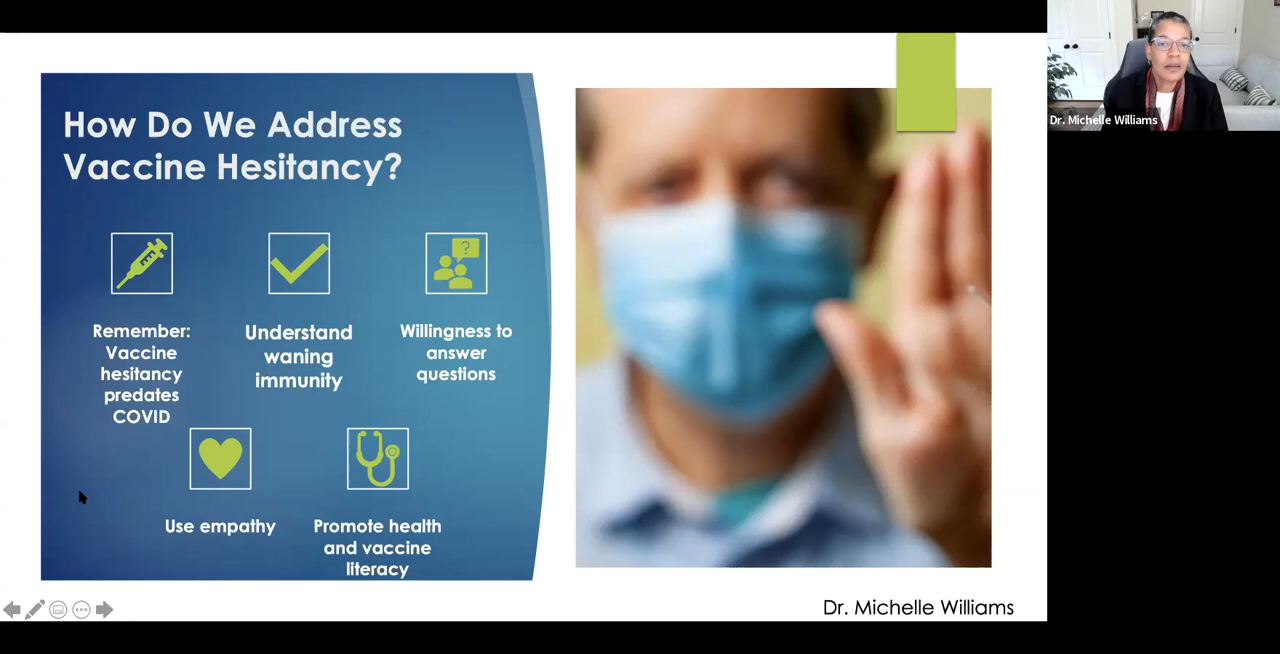 How Do We Address
Vaccine Hesitancy?
?
Remember:
Vaccine
hesitancy
predates
COVID
Understand
waning
immunity
Willingness to
answer
questions
Use empathy
Promote health
and vaccine
literacy
Dr. Michelle Williams
Dr. Michelle Williams